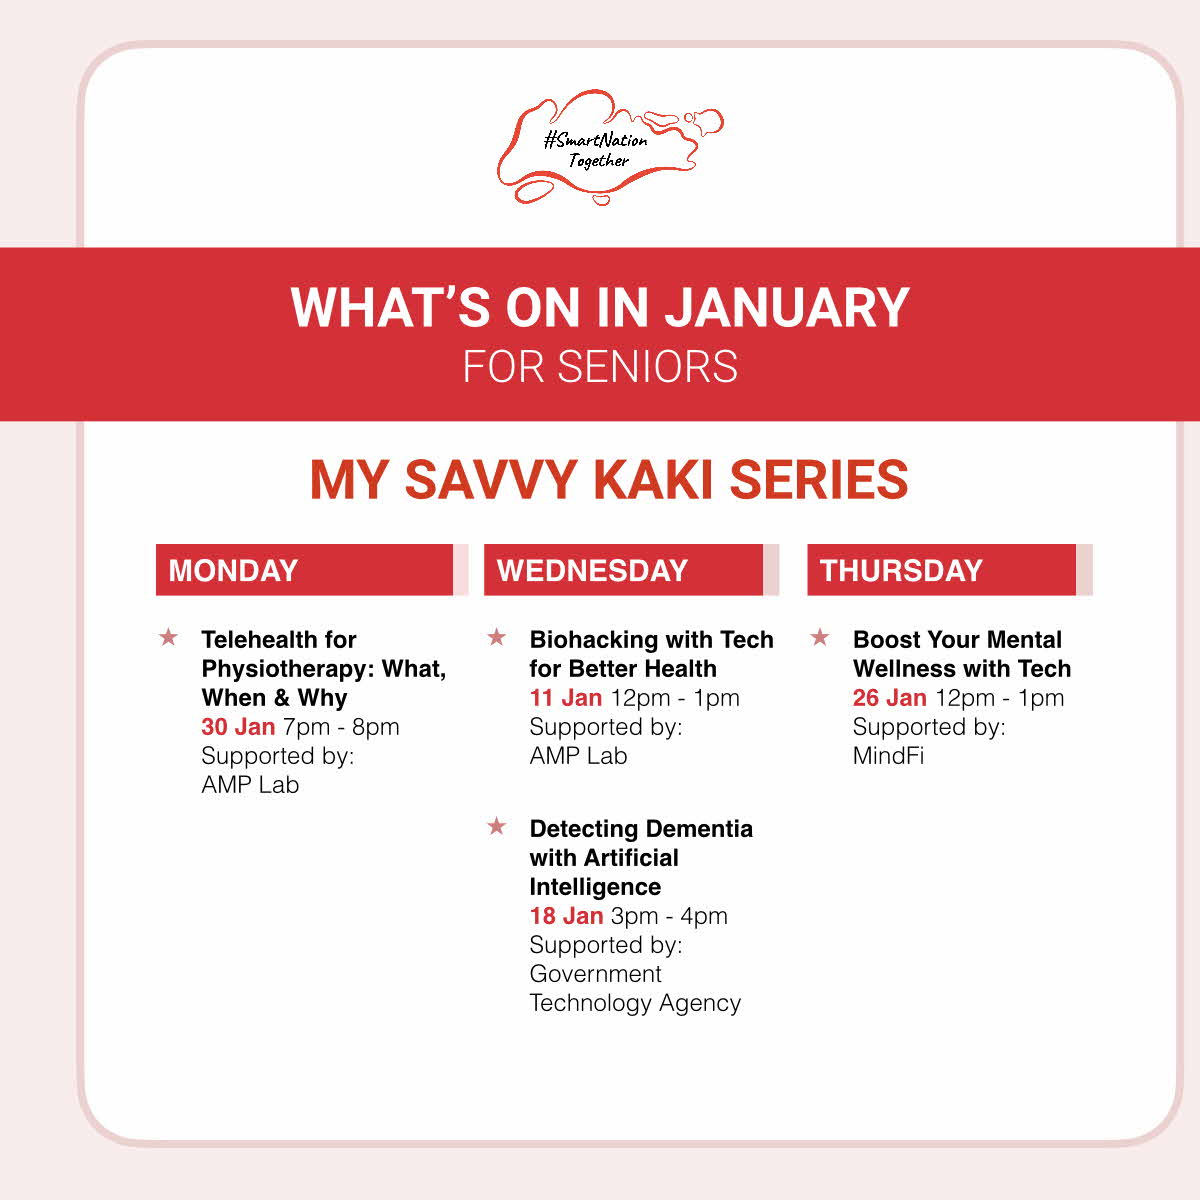 #SmartNation
Together
WHAT'S ON IN JANUARY
FOR SENIORS
MY SAVVY KAKI SERIES
MONDAY
Telehealth for
Physiotherapy: What,
When & Why
30 Jan 7pm - 8pm
Supported by:
AMP Lab
WEDNESDAY
Biohacking with Tech
for Better Health
11 Jan 12pm - 1pm
Supported by:
AMP Lab
Detecting Dementia
with Artificial
Intelligence
18 Jan 3pm - 4pm
Supported by:
Government
Technology Agency
THURSDAY
Boost Your Mental
Wellness with Tech
26 Jan 12pm - 1pm
Supported by:
MindFi